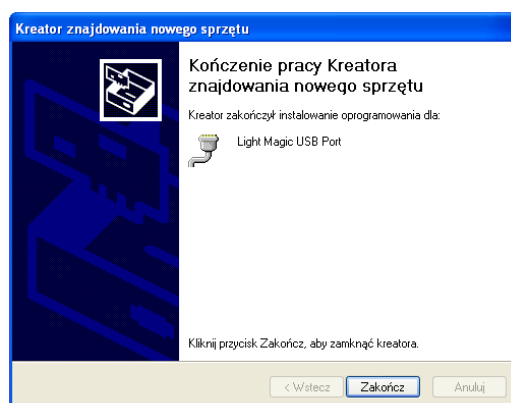 Kreator znajdowania nowego sprzętu
Kończenie pracy Kreatora
znajdowania nowego sprzętu
Kreator zakończył instalowanie oprogramowania dla:
Light Magic USB Port
Kliknij przycisk Zakończ, aby zamknąć kreatora.
< Wstecz Zakończ Anuluj